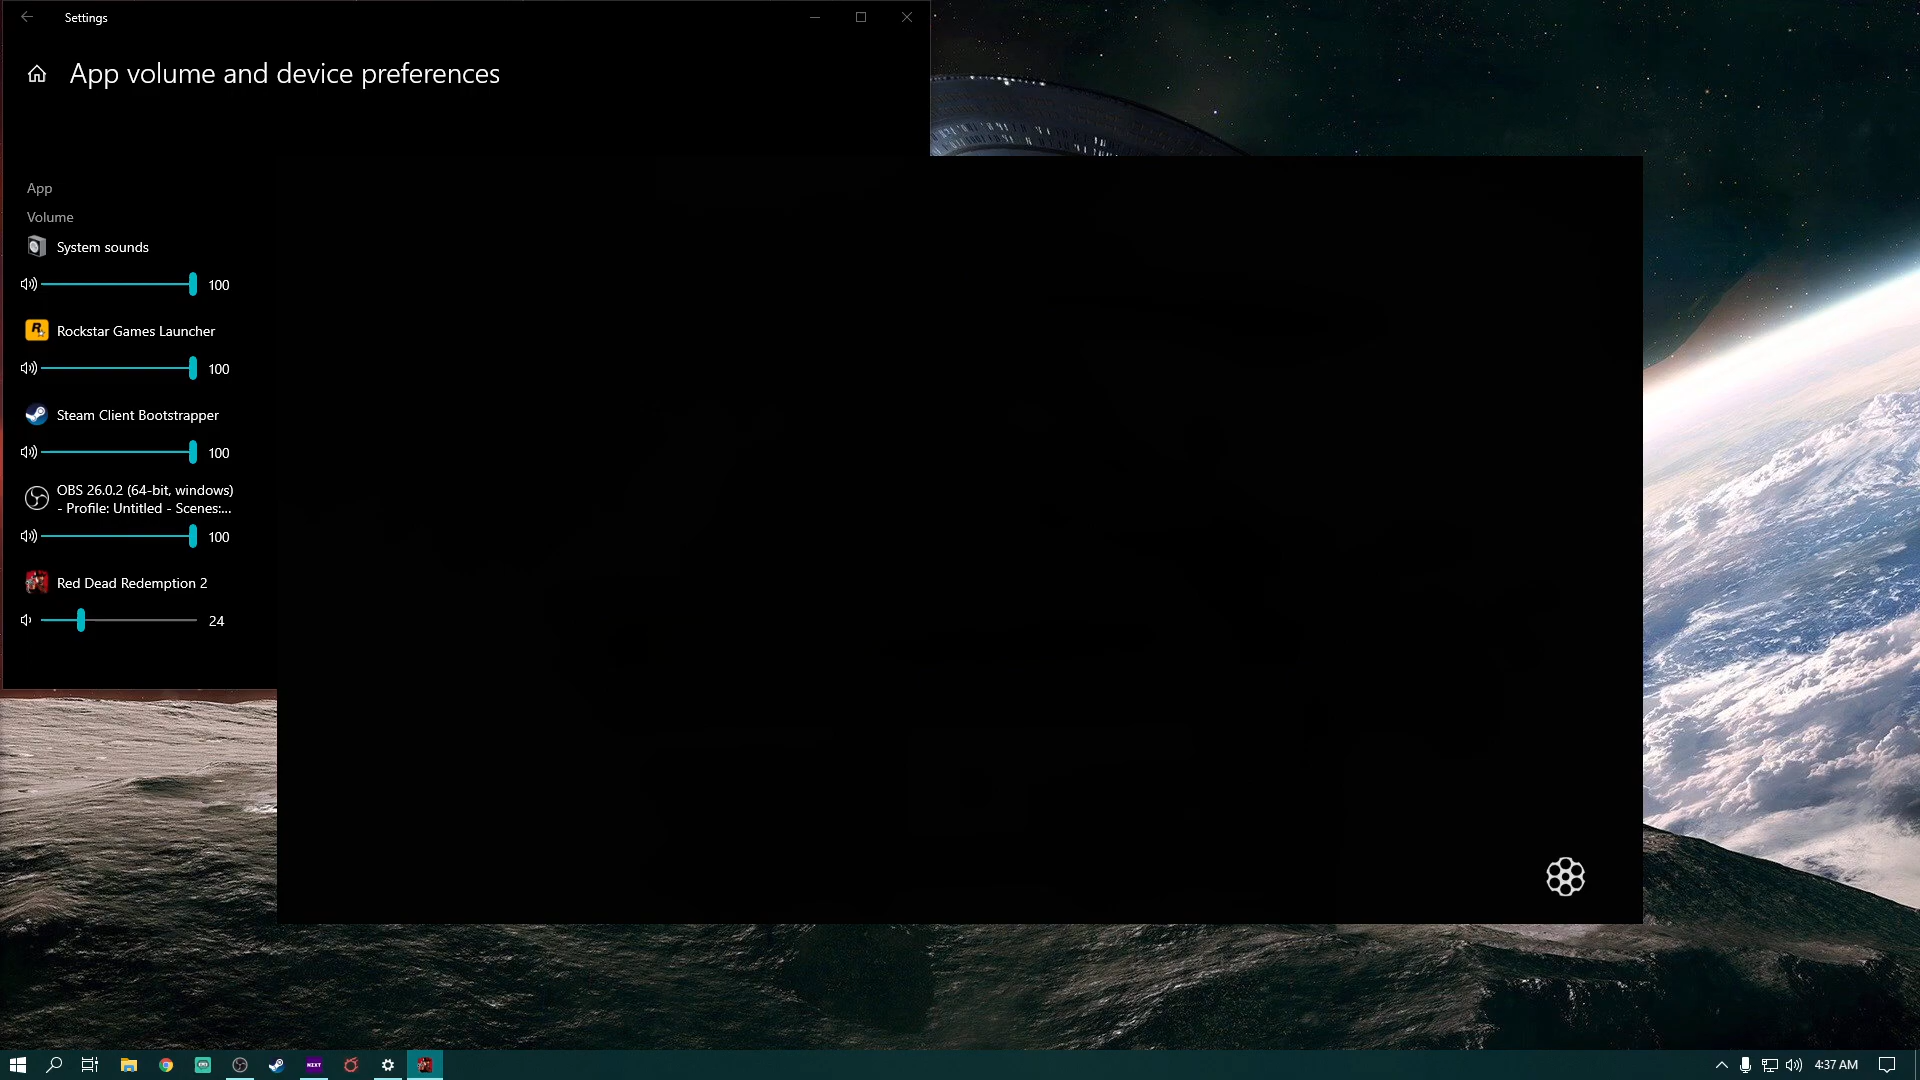 Settings
App volume and device preferences
App
Volume
System sounds
100
Rockstar Games Launcher
100
Steam Client Bootstrapper
100
OBS 26.0.2 (64-bit, windows)
- Profile: Untitled - Scenes:...
100
Red Dead Redemption 2
24
NZXT
4:37 AM